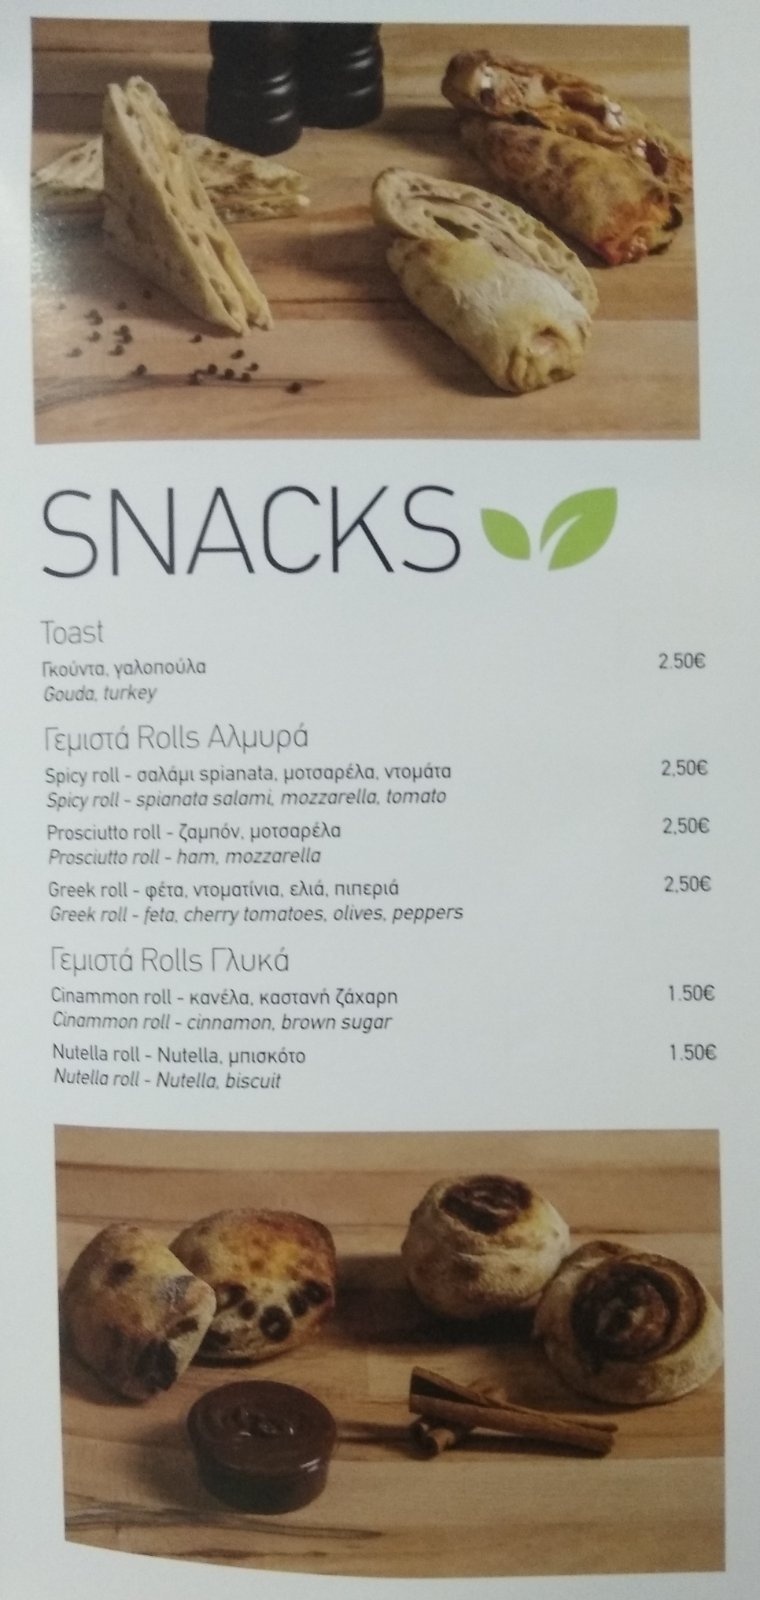 SNACKS
Toast
Γκούντα, γαλοπούλα 2.50€
Gouda, turkey
Γεμιστά Rolls Αλμυρά
Spicy roll - σαλάμι spianata, μοτσαρέλα, ντομάτα 2,50€
Spicy roll - spianata salami, mozzarella, tomato
Prosciutto roll - ζαμπόν, μοτσαρέλα 2,50€
Prosciutto roll - ham, mozzarella
Greek roll - φέτα, ντοματίνια, ελιά, πιπεριά 2,50€
Greek roll - feta, cherry tomatoes, olives, peppers
Γεμιστά Rolls Γλυκά
Cinammon roll - κανέλα, καστανή ζάχαρη 1.50€
Cinammon roll - cinnamon, brown sugar
Nutella roll - Nutella, μπισκότο 1.50€
Nutella roll - Nutella, biscuit